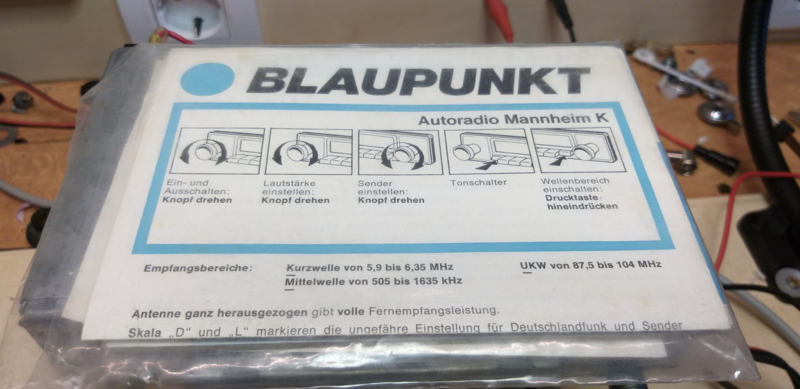 BLAUPUNKT
Autoradio Mannheim K
Ein- und
Ausschalten:
Knopf drehen
Lautstärke
einstellen:
Knopf drehen
Sender
einstellen:
Knopf drehen
Tonschalter
Wellenbereich
einschalten:
Drucktaste
hineindrücken
Empfangsbereiche:
Kurzwelle von 5,9 bis 6,35 MHz
Mittelwelle von 505 bis 1635 kHz
UKW von 87,5 bis 104 MHz
Antenne ganz herausgezogen gibt volle Fernempfangsleistung.
Skala „D" und „L" markieren die ungefähre Einstellung für Deutschlandfunk und Sender